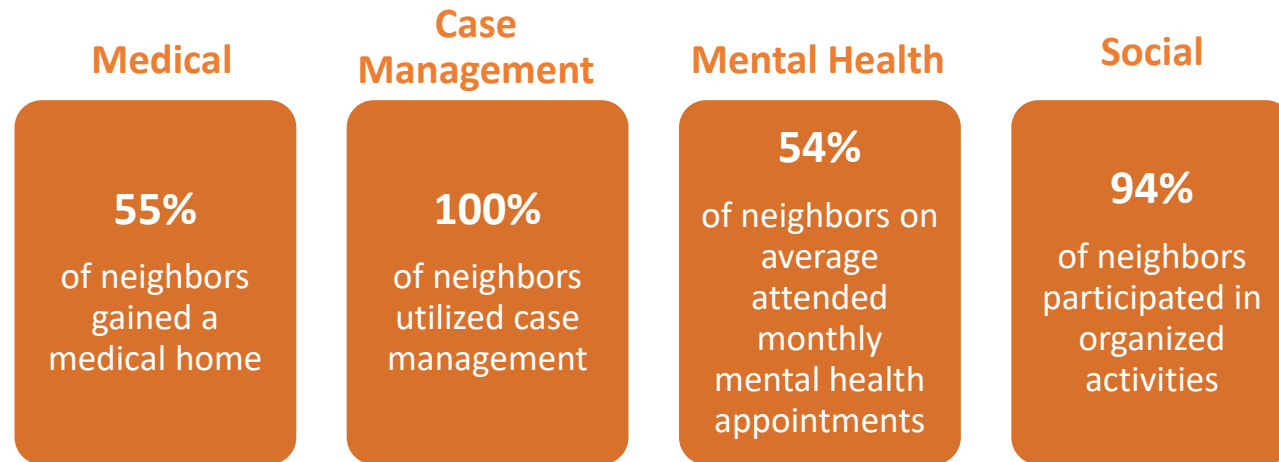 Medical
55%
of neighbors
gained a
medical home
Case
Management
100%
of neighbors
utilized case
management
Mental Health
54%
of neighbors on
average
attended
monthly
mental health
appointments
Social
94%
of neighbors
participated in
organized
activities